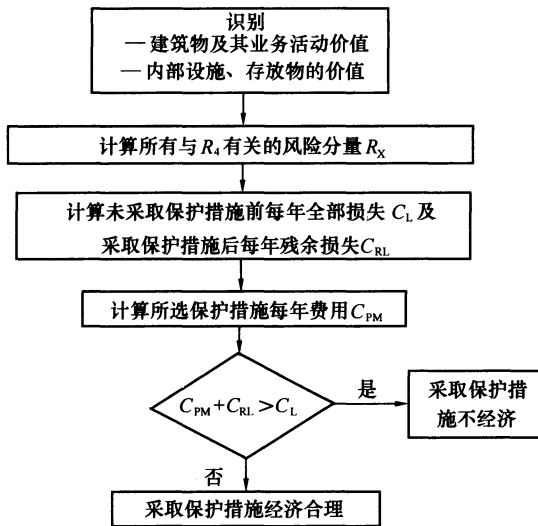 识别
— 建筑物及其业务活动价值
— 内部设施、存放物的价值
计算所有与R₄有关的风险分量Rx
计算未采取保护措施前每年全部损失CL及
采取保护措施后每年残余损失CRL
计算所选保护措施每年费用CPM
CPM+CRL>CL
是
采取保护措
施不经济
否
采取保护措施经济合理